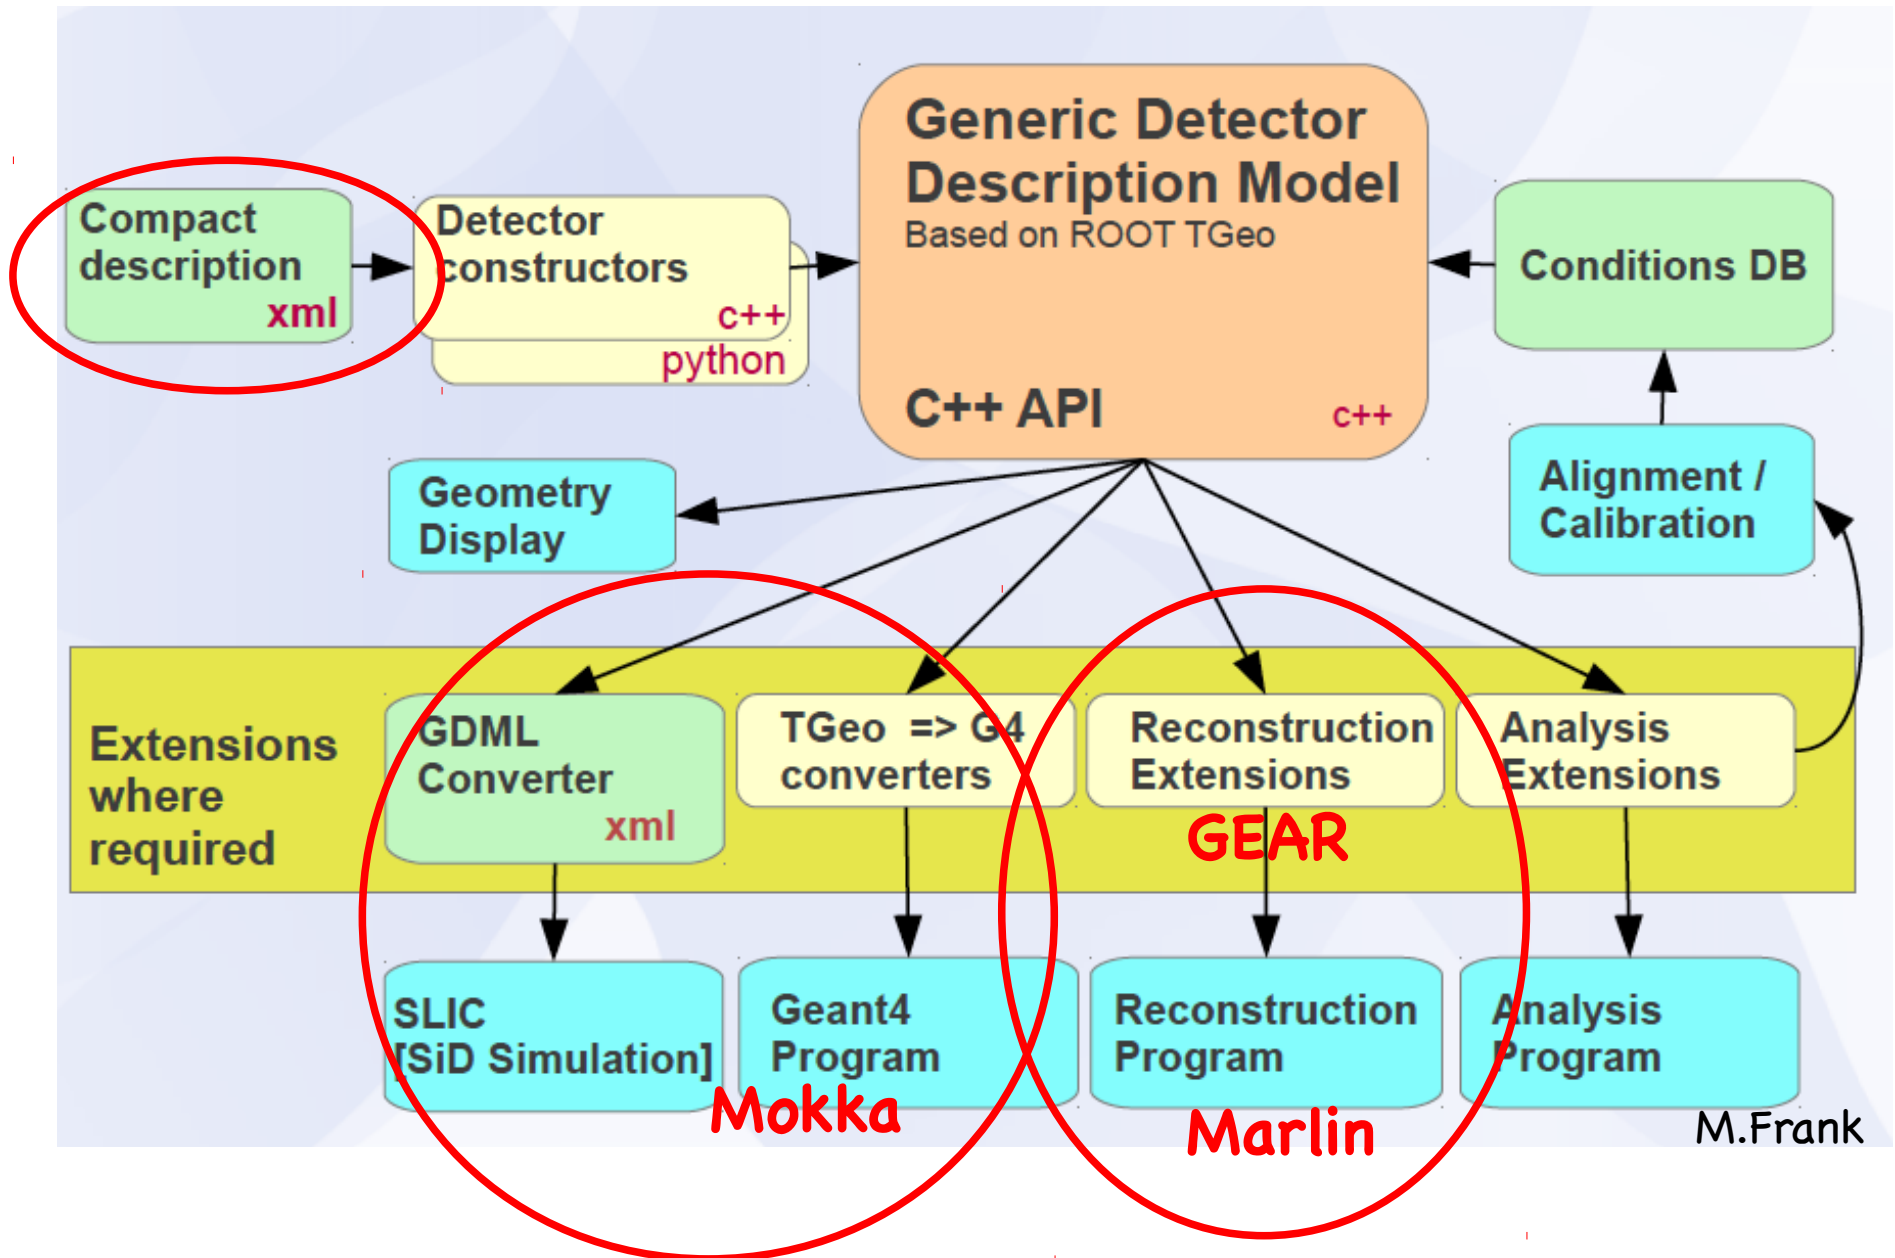 Generic Detector
Description Model
Based on ROOT TGeo
C++ API
c++
Compact
description
xml
Detector
constructors
c++
python
Conditions DB
Geometry
Display
Alignment /
Calibration
Extensions
where
required
GDML
Converter
xml
TGeo => G4
converters
Reconstruction
Extensions
GEAR
Analysis
Extensions
SLIC
[SiD Simulation]
Geant4
Program
Mokka
Reconstruction
Program
Marlin
Analysis
Program
M.Frank